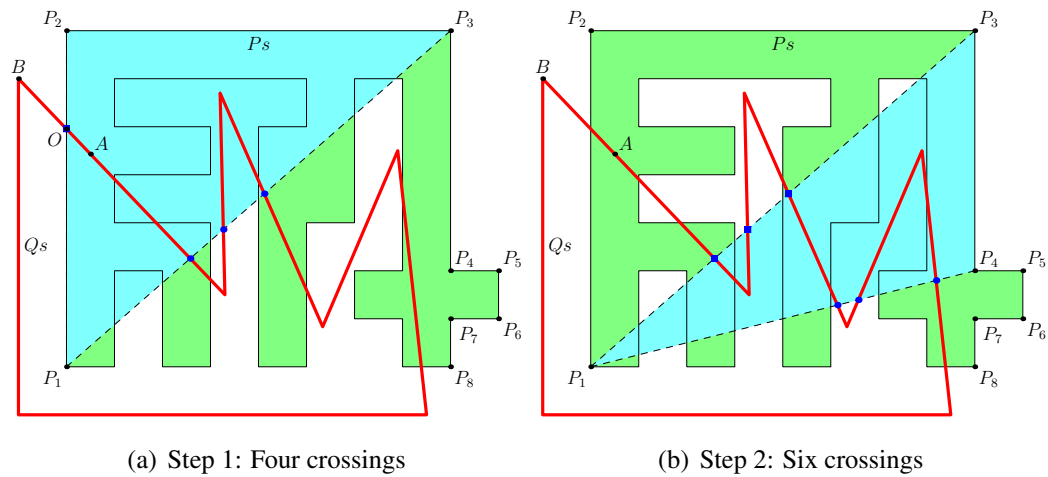 P2 P3 P2 P3
Ps Ps
B B
O A A
Qs Qs
P4 P5 P4 P5
P7 P6 P7 P6
P1 P8 P1 P8
(a) Step 1: Four crossings
(b) Step 2: Six crossings